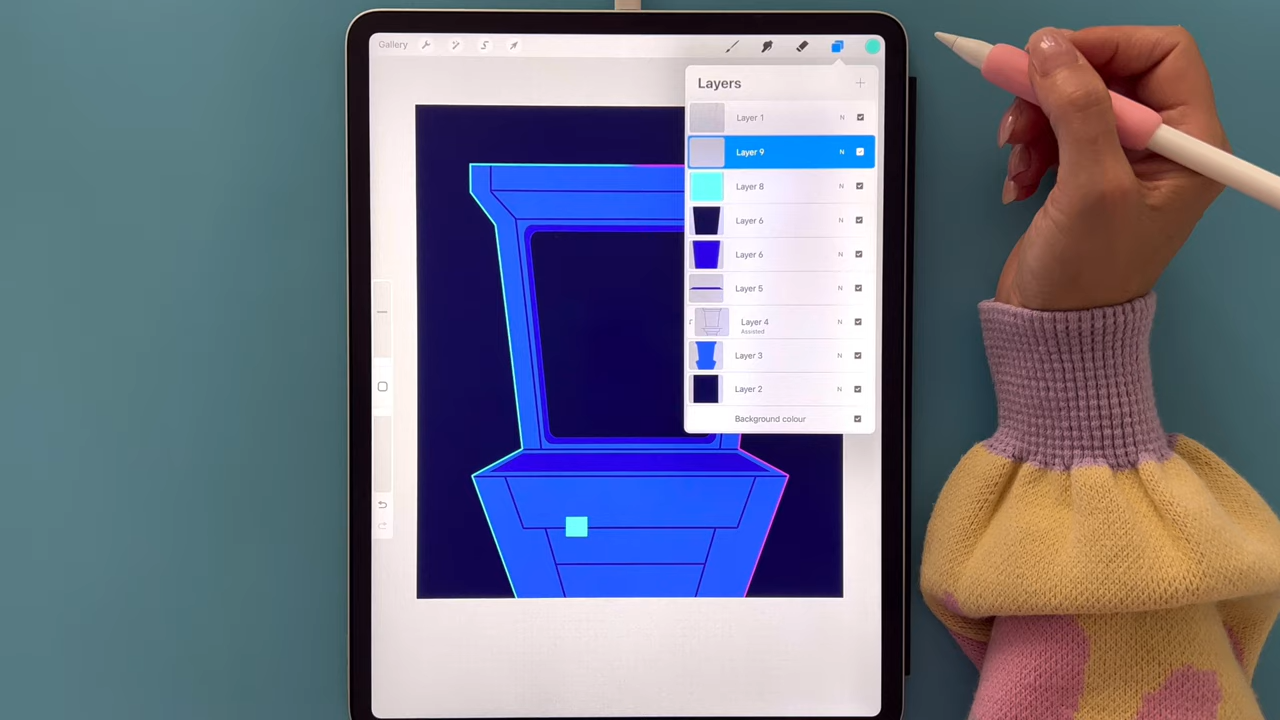 Gallery
Layers
Layer 1 N
Layer 9 N
Layer 8 N
Layer 6 N
Layer 6 N
Layer 5 N
Layer 4 N
Assisted
Layer 3 N
Layer 2 N
Background colour